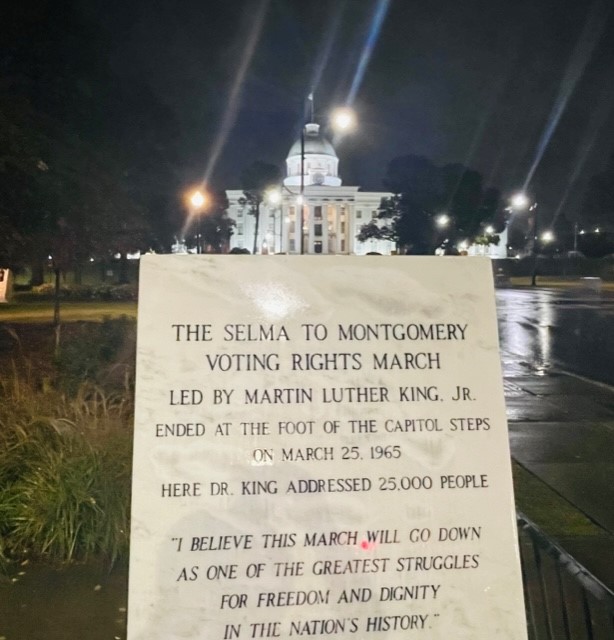 THE SELMA TO MONTGOMERY
VOTING RIGHTS MARCH
LED BY MARTIN LUTHER KING, JR.
ENDED AT THE FOOT OF THE CAPITOL STEPS
ON MARCH 25, 1965
HERE DR. KING ADDRESSED 25,000 PEOPLE
"I BELIEVE THIS MARCH WILL GO DOWN
AS ONE OF THE GREATEST STRUGGLES
FOR FREEDOM AND DIGNITY
IN THE NATION'S HISTORY."